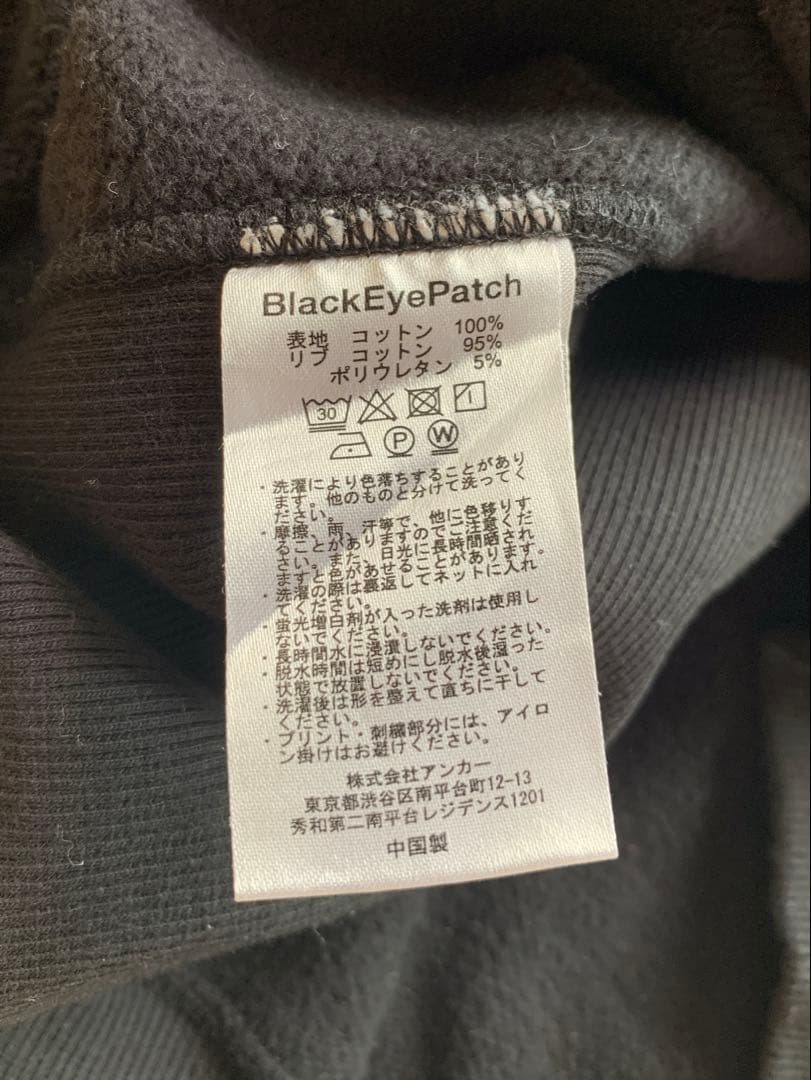 BlackEyePatch
表地 コットン 100%
リブ コットン 95%
ポリウレタン 5%
30
P W
・洗濯により色落ちすることがあり
ます。他のものと分けて洗ってく
ださい。
・摩擦、雨、汗等で、他に色移りす
ることがありますのでご注意くだ
さい。また、日光に長時間晒され
ますと色があせることがあります。
・洗濯の際は裏返してネットに入れ
てください。
・蛍光増白剤が入った洗剤は使用し
ないでください。
・長時間水に浸漬しないでください。
・脱水時間は短めにし脱水後湿った
状態で放置しないでください。
・洗濯後は形を整えて直ちに干して
ください。
・プリント・刺繍部分には、アイロ
ン掛けはお避けください。
株式会社アンカー
東京都渋谷区南平台町12-13
秀和第二南平台レジデンス1201
中国製